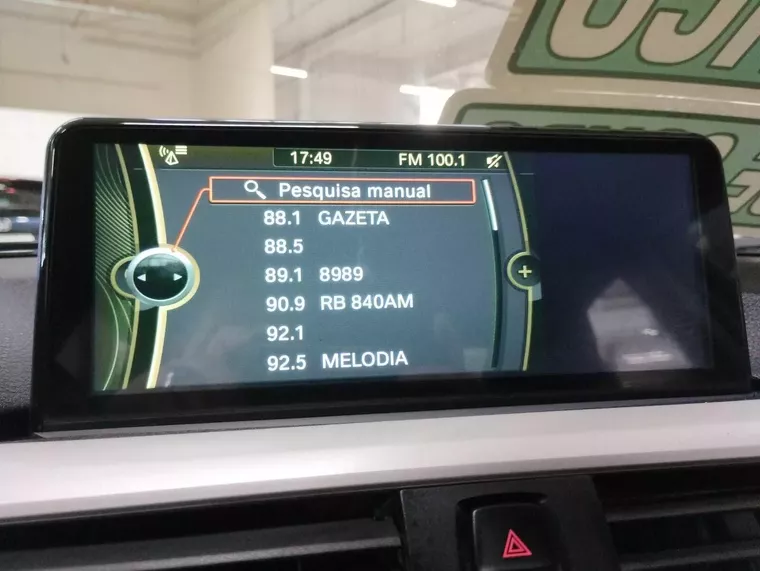 17:49 FM 100.1
Pesquisa manual
88.1 GAZETA
88.5
89.1 8989
90.9 RB 840AM
92.1
92.5 MELODIA